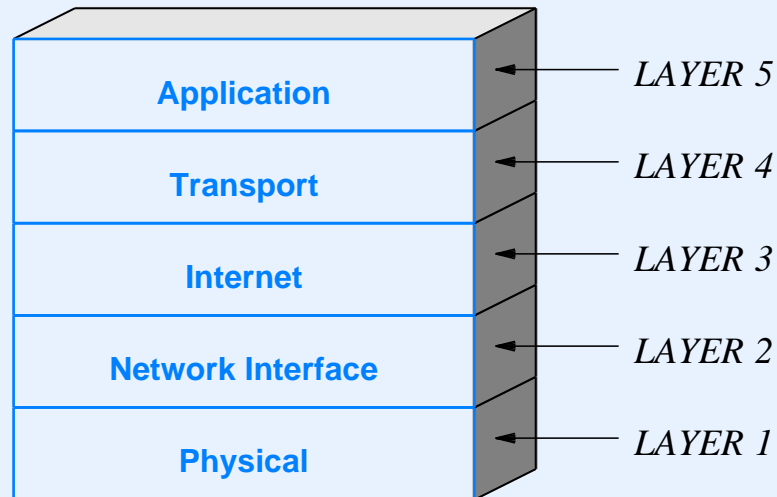 Application
LAYER 5
Transport
LAYER 4
Internet
LAYER 3
Network Interface
LAYER 2
Physical
LAYER 1